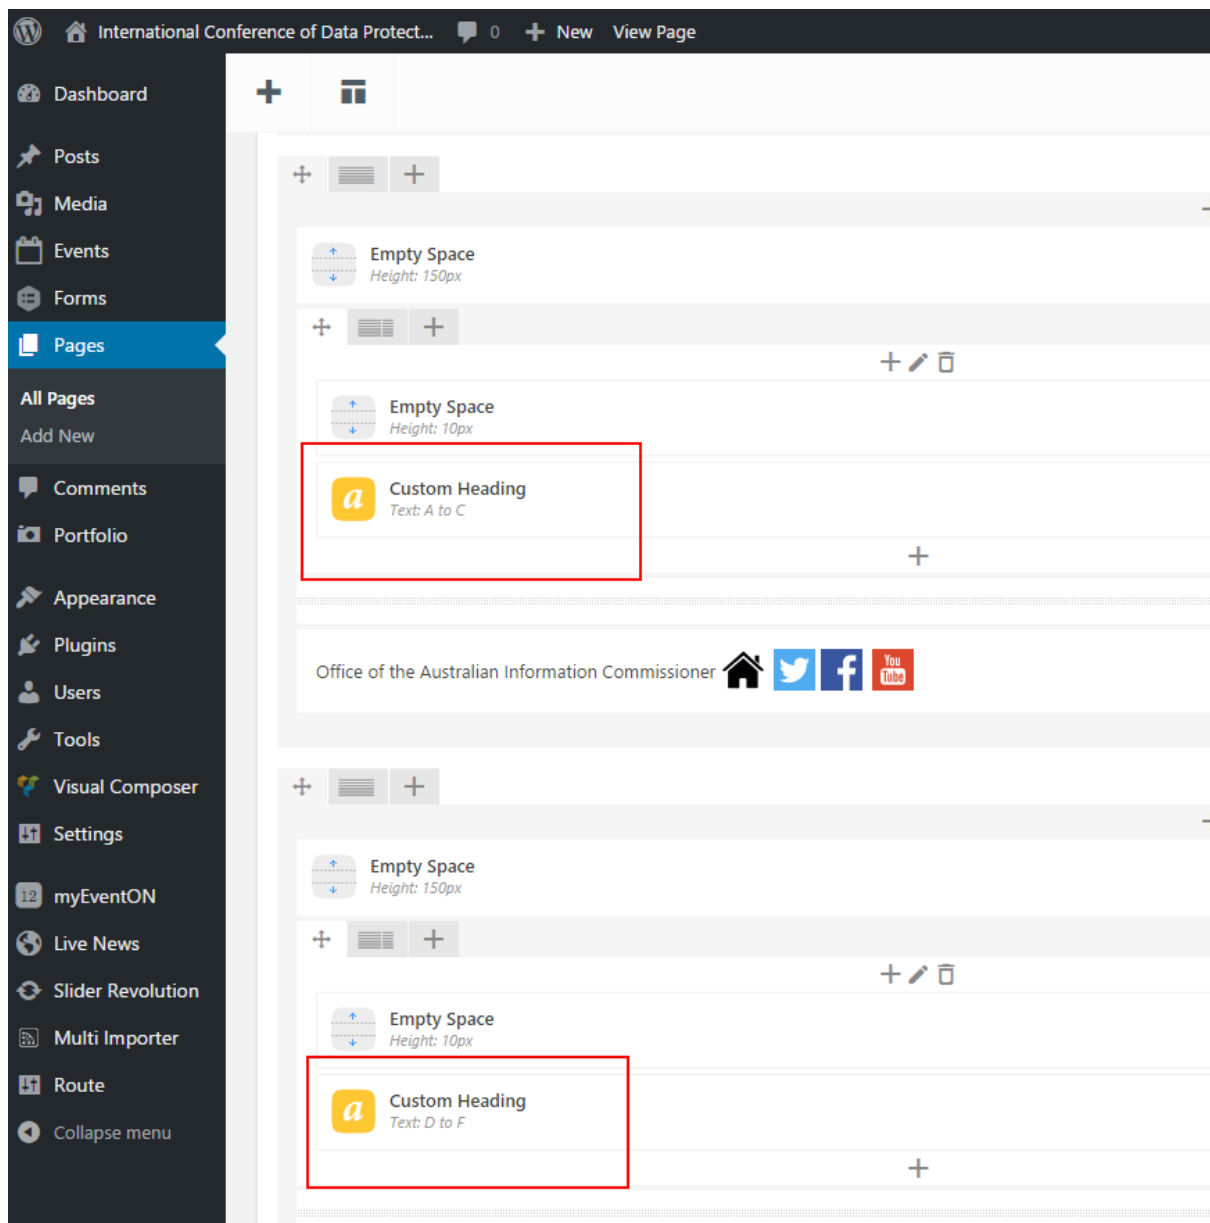 International Conference of Data Protect... 0 New View Page
Dashboard
Posts
Media
Events
Forms
Pages
All Pages
Add New
Comments
Portfolio
Appearance
Plugins
Users
Tools
Visual Composer
Settings
12 myEventON
Live News
Slider Revolution
Multi Importer
Route
Collapse menu
Empty Space
Height: 150px
Empty Space
Height: 10px
a Custom Heading
Text: A to C
Office of the Australian Information Commissioner f You Tube
Empty Space
Height: 150px
Empty Space
Height: 10px
a Custom Heading
Text: D to F